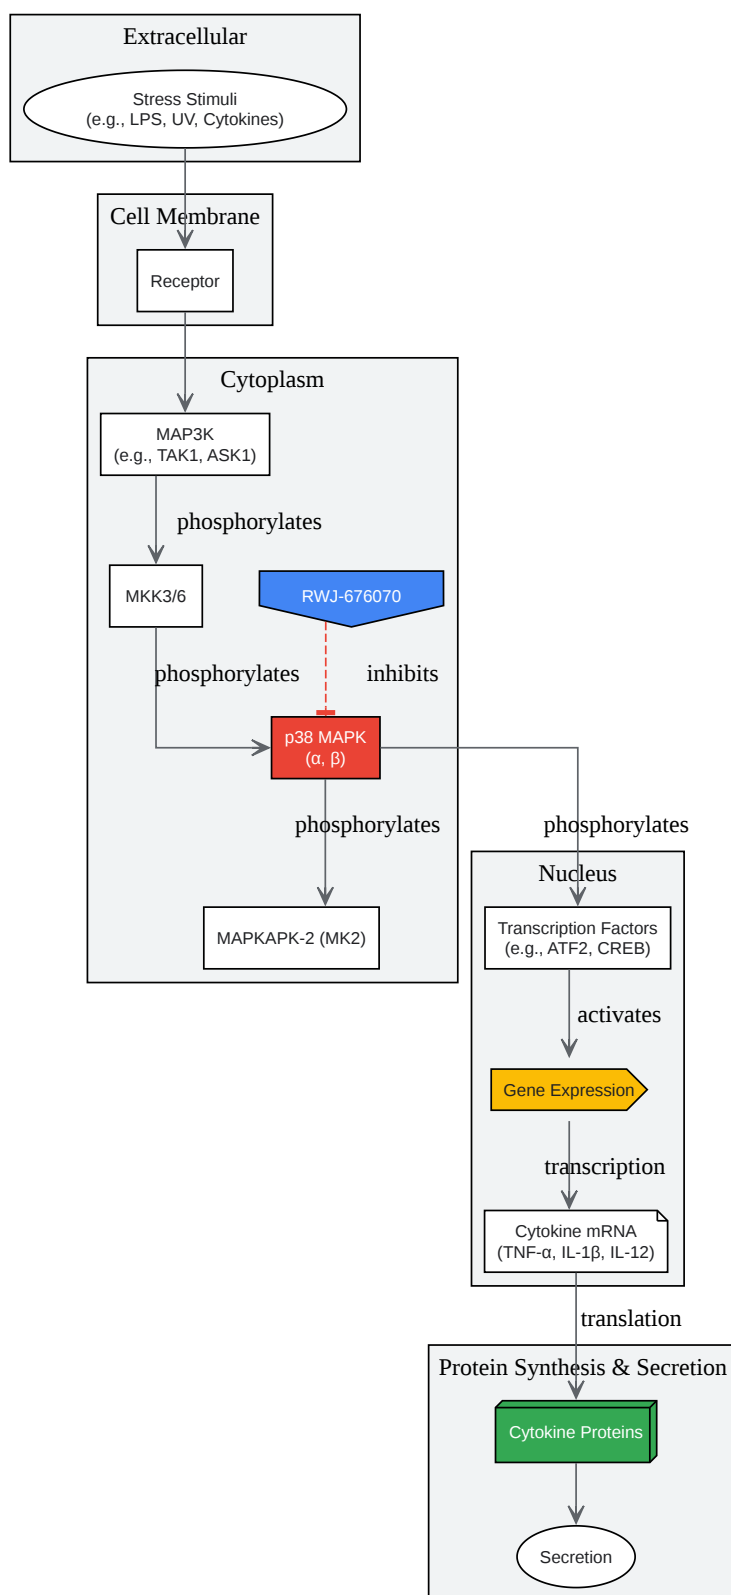 Extracellular
Stress Stimuli
(e.g., LPS, UV, Cytokines)
Cell Membrane
Receptor
Cytoplasm
MAP3K
(e.g., TAK1, ASK1)
phosphorylates
MKK3/6
RWJ-676070
phosphorylates
inhibits
p38 MAPK
(α, β)
phosphorylates
phosphorylates
Nucleus
MAPKAPK-2 (MK2)
Transcription Factors
(e.g., ATF2, CREB)
activates
Gene Expression
transcription
Cytokine mRNA
(TNF-α, IL-1β, IL-12)
translation
Protein Synthesis & Secretion
Cytokine Proteins
Secretion